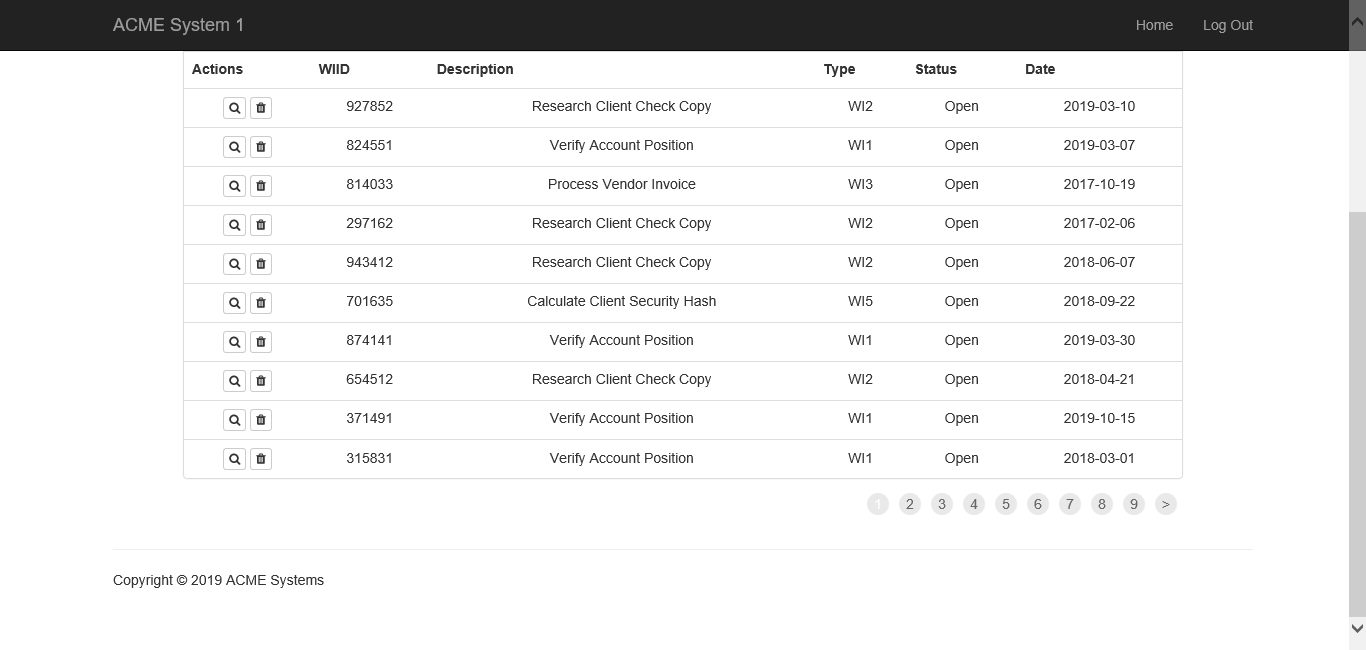 ACME System 1 Home Log Out
Actions WIID Description Type Status Date
927852 Research Client Check Copy WI2 Open 2019-03-10
824551 Verify Account Position WI1 Open 2019-03-07
814033 Process Vendor Invoice WI3 Open 2017-10-19
297162 Research Client Check Copy WI2 Open 2017-02-06
943412 Research Client Check Copy WI2 Open 2018-06-07
701635 Calculate Client Security Hash WI5 Open 2018-09-22
874141 Verify Account Position WI1 Open 2019-03-30
654512 Research Client Check Copy WI2 Open 2018-04-21
371491 Verify Account Position WI1 Open 2019-10-15
315831 Verify Account Position WI1 Open 2018-03-01
1 2 3 4 5 6 7 8 9 >
Copyright © 2019 ACME Systems